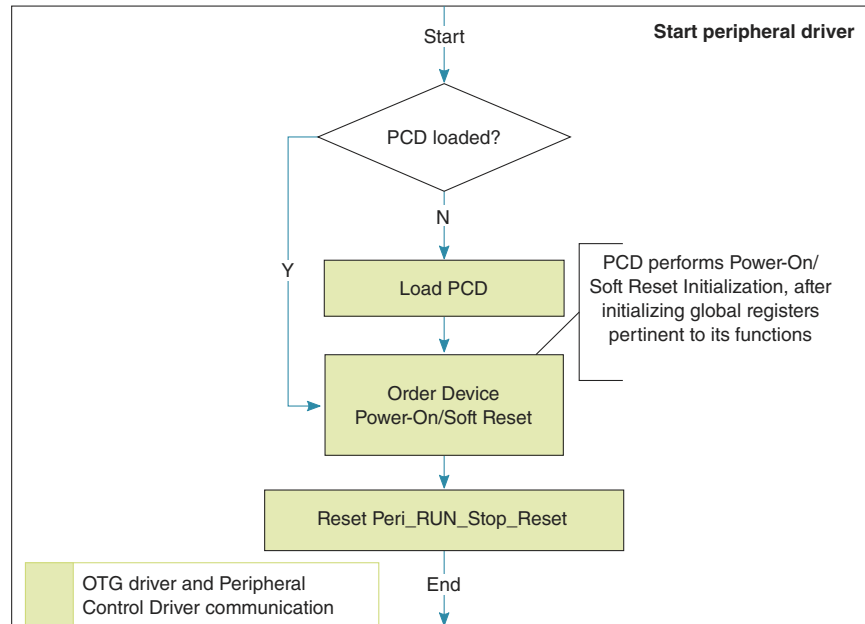 Start peripheral driver
Start
PCD loaded?
N
Y
Load PCD
PCD performs Power-On/
Soft Reset Initialization, after
initializing global registers
pertinent to its functions
Order Device
Power-On/Soft Reset
Reset Peri_RUN_Stop_Reset
End
OTG driver and Peripheral
Control Driver communication